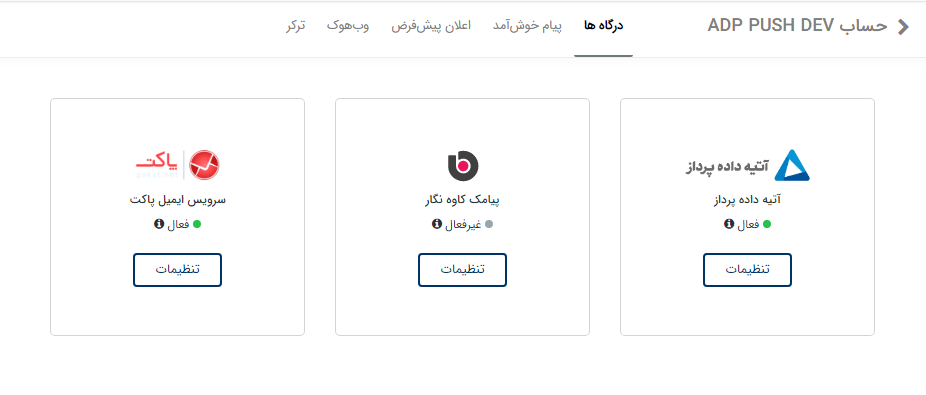 حساب ADP PUSH DEV
درگاه ها
پیام خوش‌آمد
اعلان پیش‌فرض
وب‌هوک
ترکر
آتیه داده پرداز
آتیه داده پرداز
فعال
تنظیمات
پیامک کاوه نگار
غیرفعال
تنظیمات
پاکت
سرویس ایمیل پاکت
فعال
تنظیمات